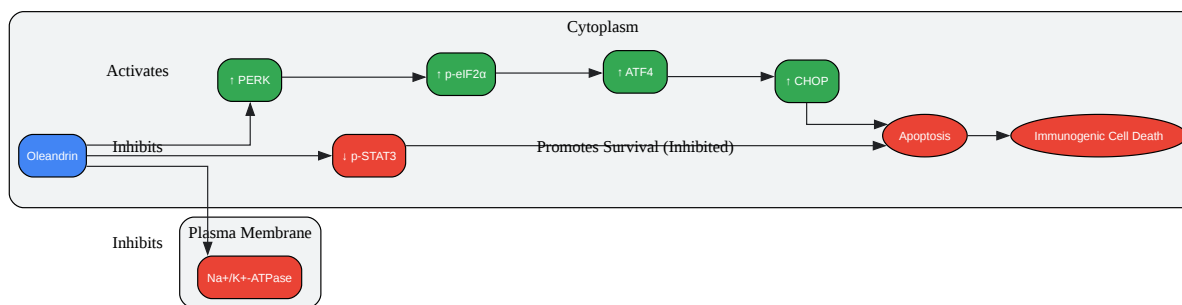 Cytoplasm
Activates
↑ PERK
↑ p-eIF2α
↑ ATF4
↑ CHOP
Oleandrin
Inhibits
↓ p-STAT3
Promotes Survival (Inhibited)
Apoptosis
Immunogenic Cell Death
Inhibits
Plasma Membrane
Na+/K+-ATPase